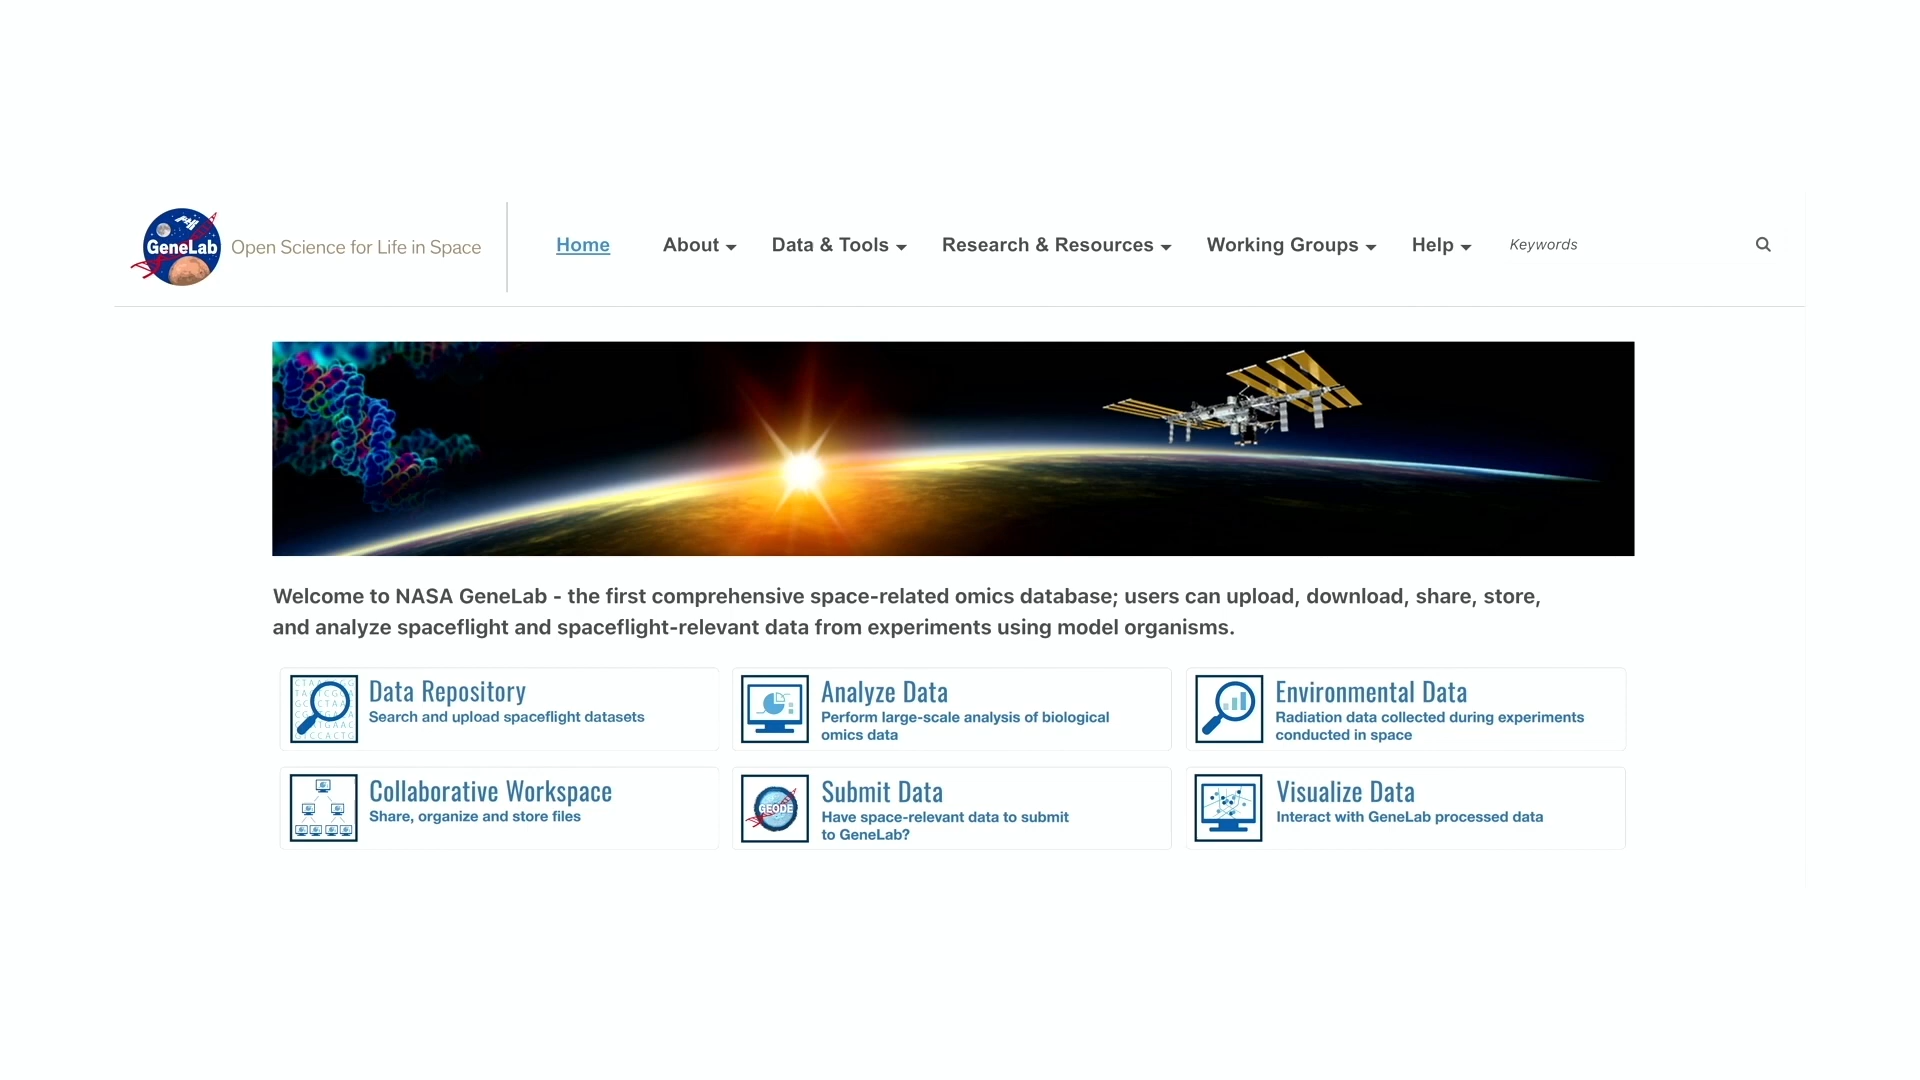 GeneLab
Open Science for Life in Space
Home
About
Data & Tools
Research & Resources
Working Groups
Help
Keywords
Welcome to NASA GeneLab - the first comprehensive space-related omics database; users can upload, download, share, store,
and analyze spaceflight and spaceflight-relevant data from experiments using model organisms.
Data Repository
Search and upload spaceflight datasets
Analyze Data
Perform large-scale analysis of biological
omics data
Environmental Data
Radiation data collected during experiments
conducted in space
Collaborative Workspace
Share, organize and store files
GEODE
Submit Data
Have space-relevant data to submit
to GeneLab?
Visualize Data
Interact with GeneLab processed data